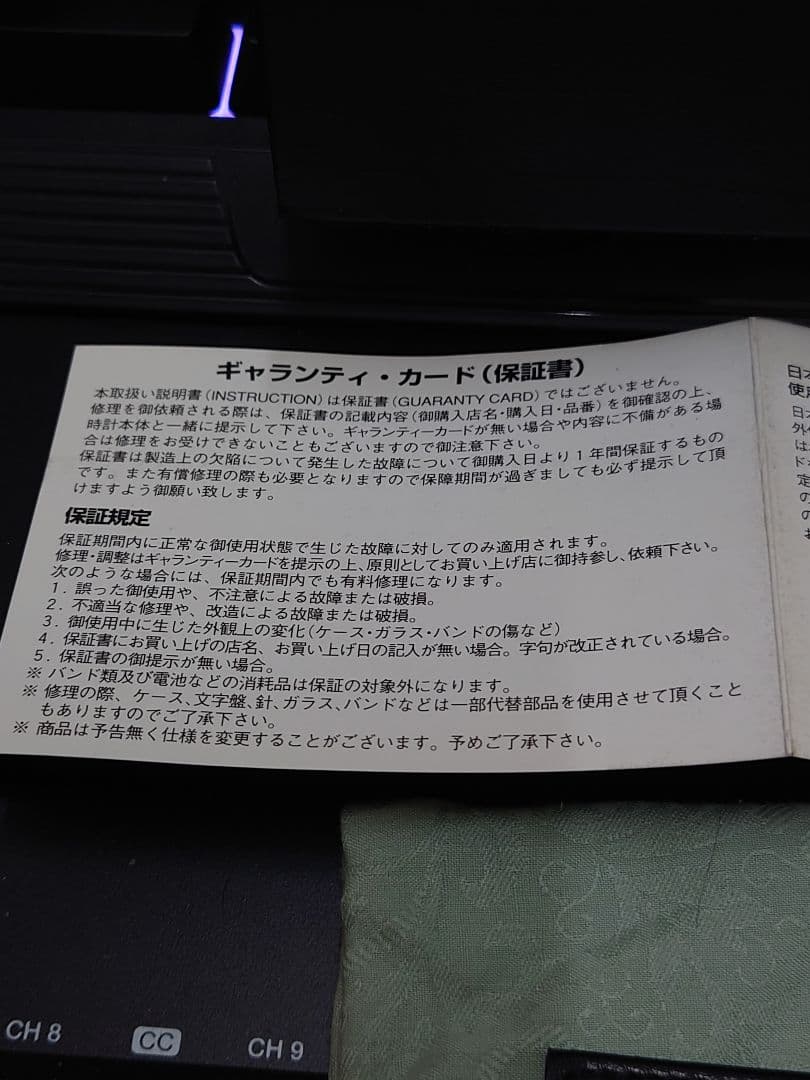 ギャランティ・カード(保証書)
本取扱い説明書(INSTRUCTION)は保証書(GUARANTY CARD)ではございません。
修理を御依頼される際は、保証書の記載内容(御購入店名・購入日・品番)を御確認の上、
時計本体と一緒に提示して下さい。ギャランティーカードが無い場合や内容に不備がある場
合は修理をお受けできないこともございますので御注意下さい。
保証書は製造上の欠陥について発生した故障について御購入日より1年間保証するもの
です。また有償修理の際も必要となりますので保障期間が過ぎましても必ず提示して頂
けますよう御願い致します。
保証規定
保証期間内に正常な御使用状態で生じた故障に対してのみ適用されます。
修理・調整はギャランティーカードを提示の上、原則としてお買い上げ店に御持参し、依頼下さい。
次のような場合には、保証期間内でも有料修理になります。
1. 誤った御使用や、不注意による故障または破損。
2. 不適当な修理や、改造による故障または破損。
3. 御使用中に生じた外観上の変化(ケース・ガラス・バンドの傷など)
4. 保証書にお買い上げの店名、お買い上げ日の記入が無い場合。字句が改正されている場合。
5. 保証書の御提示が無い場合。
※ バンド類及び電池などの消耗品は保証の対象外になります。
※ 修理の際、ケース、文字盤、針、ガラス、バンドなどは一部代替部品を使用させて頂くこと
もありますのでご了承下さい。
※ 商品は予告無く仕様を変更することがございます。予めご了承下さい。
CH 8
CC
CH 9